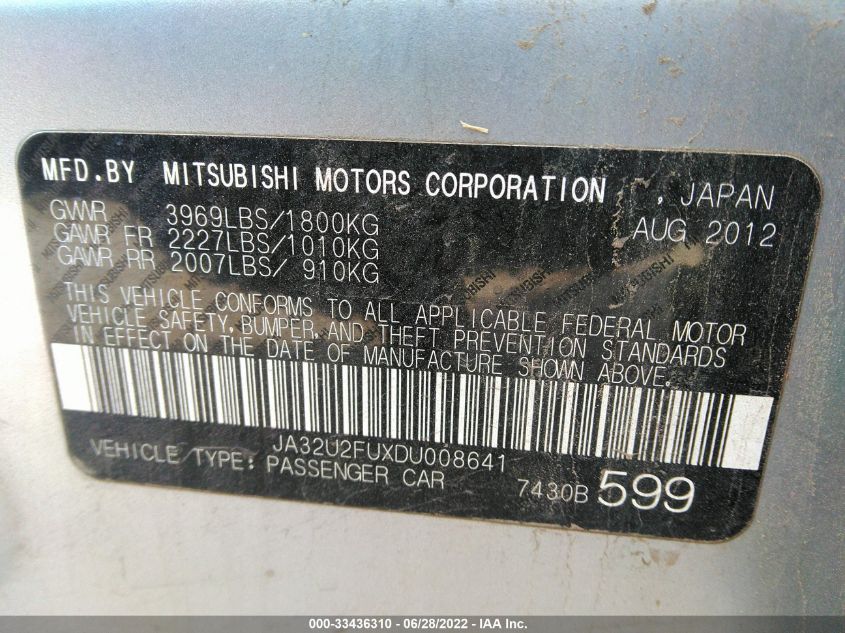 MFD.BY MITSUBISHI MOTORS CORPORATION , JAPAN
GVWR 3969LBS/1800KG AUG 2012
GAWR FR 2227LBS/1010KG
GAWR RR 2007LBS/ 910KG
THIS VEHICLE CONFORMS TO ALL APPLICABLE FEDERAL MOTOR
VEHICLE SAFETY, BUMPER, AND THEFT PREVENTION STANDARDS
IN EFFECT ON THE DATE OF MANUFACTURE SHOWN ABOVE.
JA32U2FUXDU008641
VEHICLE TYPE: PASSENGER CAR 7430B 599
000-33436310 - 06/28/2022 - IAA Inc.